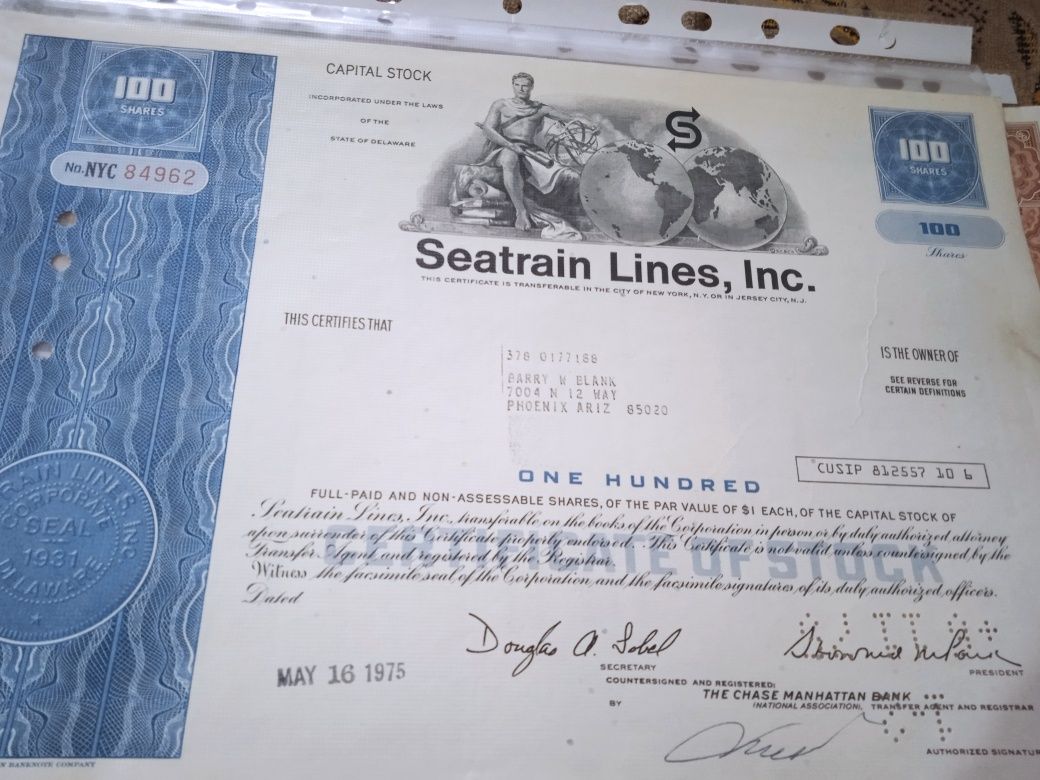 100
SHARES
No. NYC 84962
CAPITAL STOCK
INCORPORATED UNDER THE LAWS
OF THE
STATE OF DELAWARE
S
100
SHARES
100
Shares
Seatrain Lines, Inc.
THIS CERTIFICATE IS TRANSFERABLE IN THE CITY OF NEW YORK, N.Y. OR IN JERSEY CITY, N.J.
THIS CERTIFIES THAT
IS THE OWNER OF
SEE REVERSE FOR
CERTAIN DEFINITIONS
378 0177188
BARRY W BLANK
7004 N 12 WAY
PHOENIX ARIZ 85020
CUSIP 812557 10 6
ONE HUNDRED
FULL-PAID AND NON-ASSESSABLE SHARES, OF THE PAR VALUE OF $1 EACH, OF THE CAPITAL STOCK OF
Seatrain Lines, Inc., transferable on the books of the Corporation in person or by duly authorized attorney
upon surrender of this Certificate properly endorsed. This Certificate is not valid unless countersigned by the
Transfer Agent and registered by the Registrar.
CERTIFICATE OF STOCK
Witness the facsimile seal of the Corporation and the facsimile signatures of its duly authorized officers.
Dated
MAY 16 1975
Douglas A. Sobel
SECRETARY
PRESIDENT
COUNTERSIGNED AND REGISTERED:
THE CHASE MANHATTAN BANK
BY
(NATIONAL ASSOCIATION), TRANSFER AGENT AND REGISTRAR
AUTHORIZED SIGNATUR
RAIN LINES, INC.
CORPORATE
SEAL
1931
DELAWARE
N BANKNOTE COMPANY